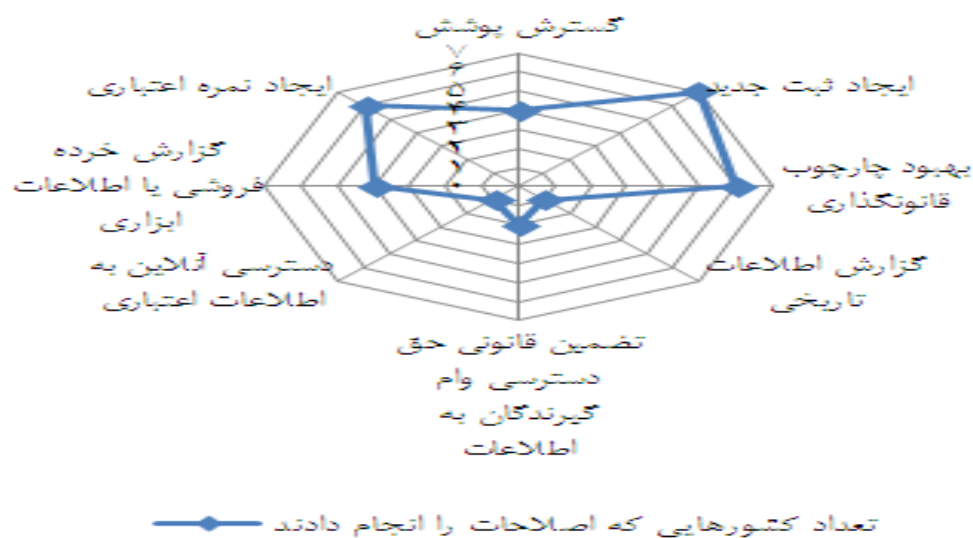 گسترش پوشش
ایجاد ثبت جدید
بهبود چارچوب
قانونگذاری
گزارش اطلاعات
تاریخی
تضمین قانونی حق
دسترسی وام
گیرندگان به
اطلاعات
دسترسی آنلاین به
اطلاعات اعتباری
گزارش خرده
فروشی یا اطلاعات
ابزاری
ایجاد نمره اعتباری
۷
۶
۵
۴
۳
۲
۱
۰
تعداد کشورهایی که اصلاحات را انجام دادند